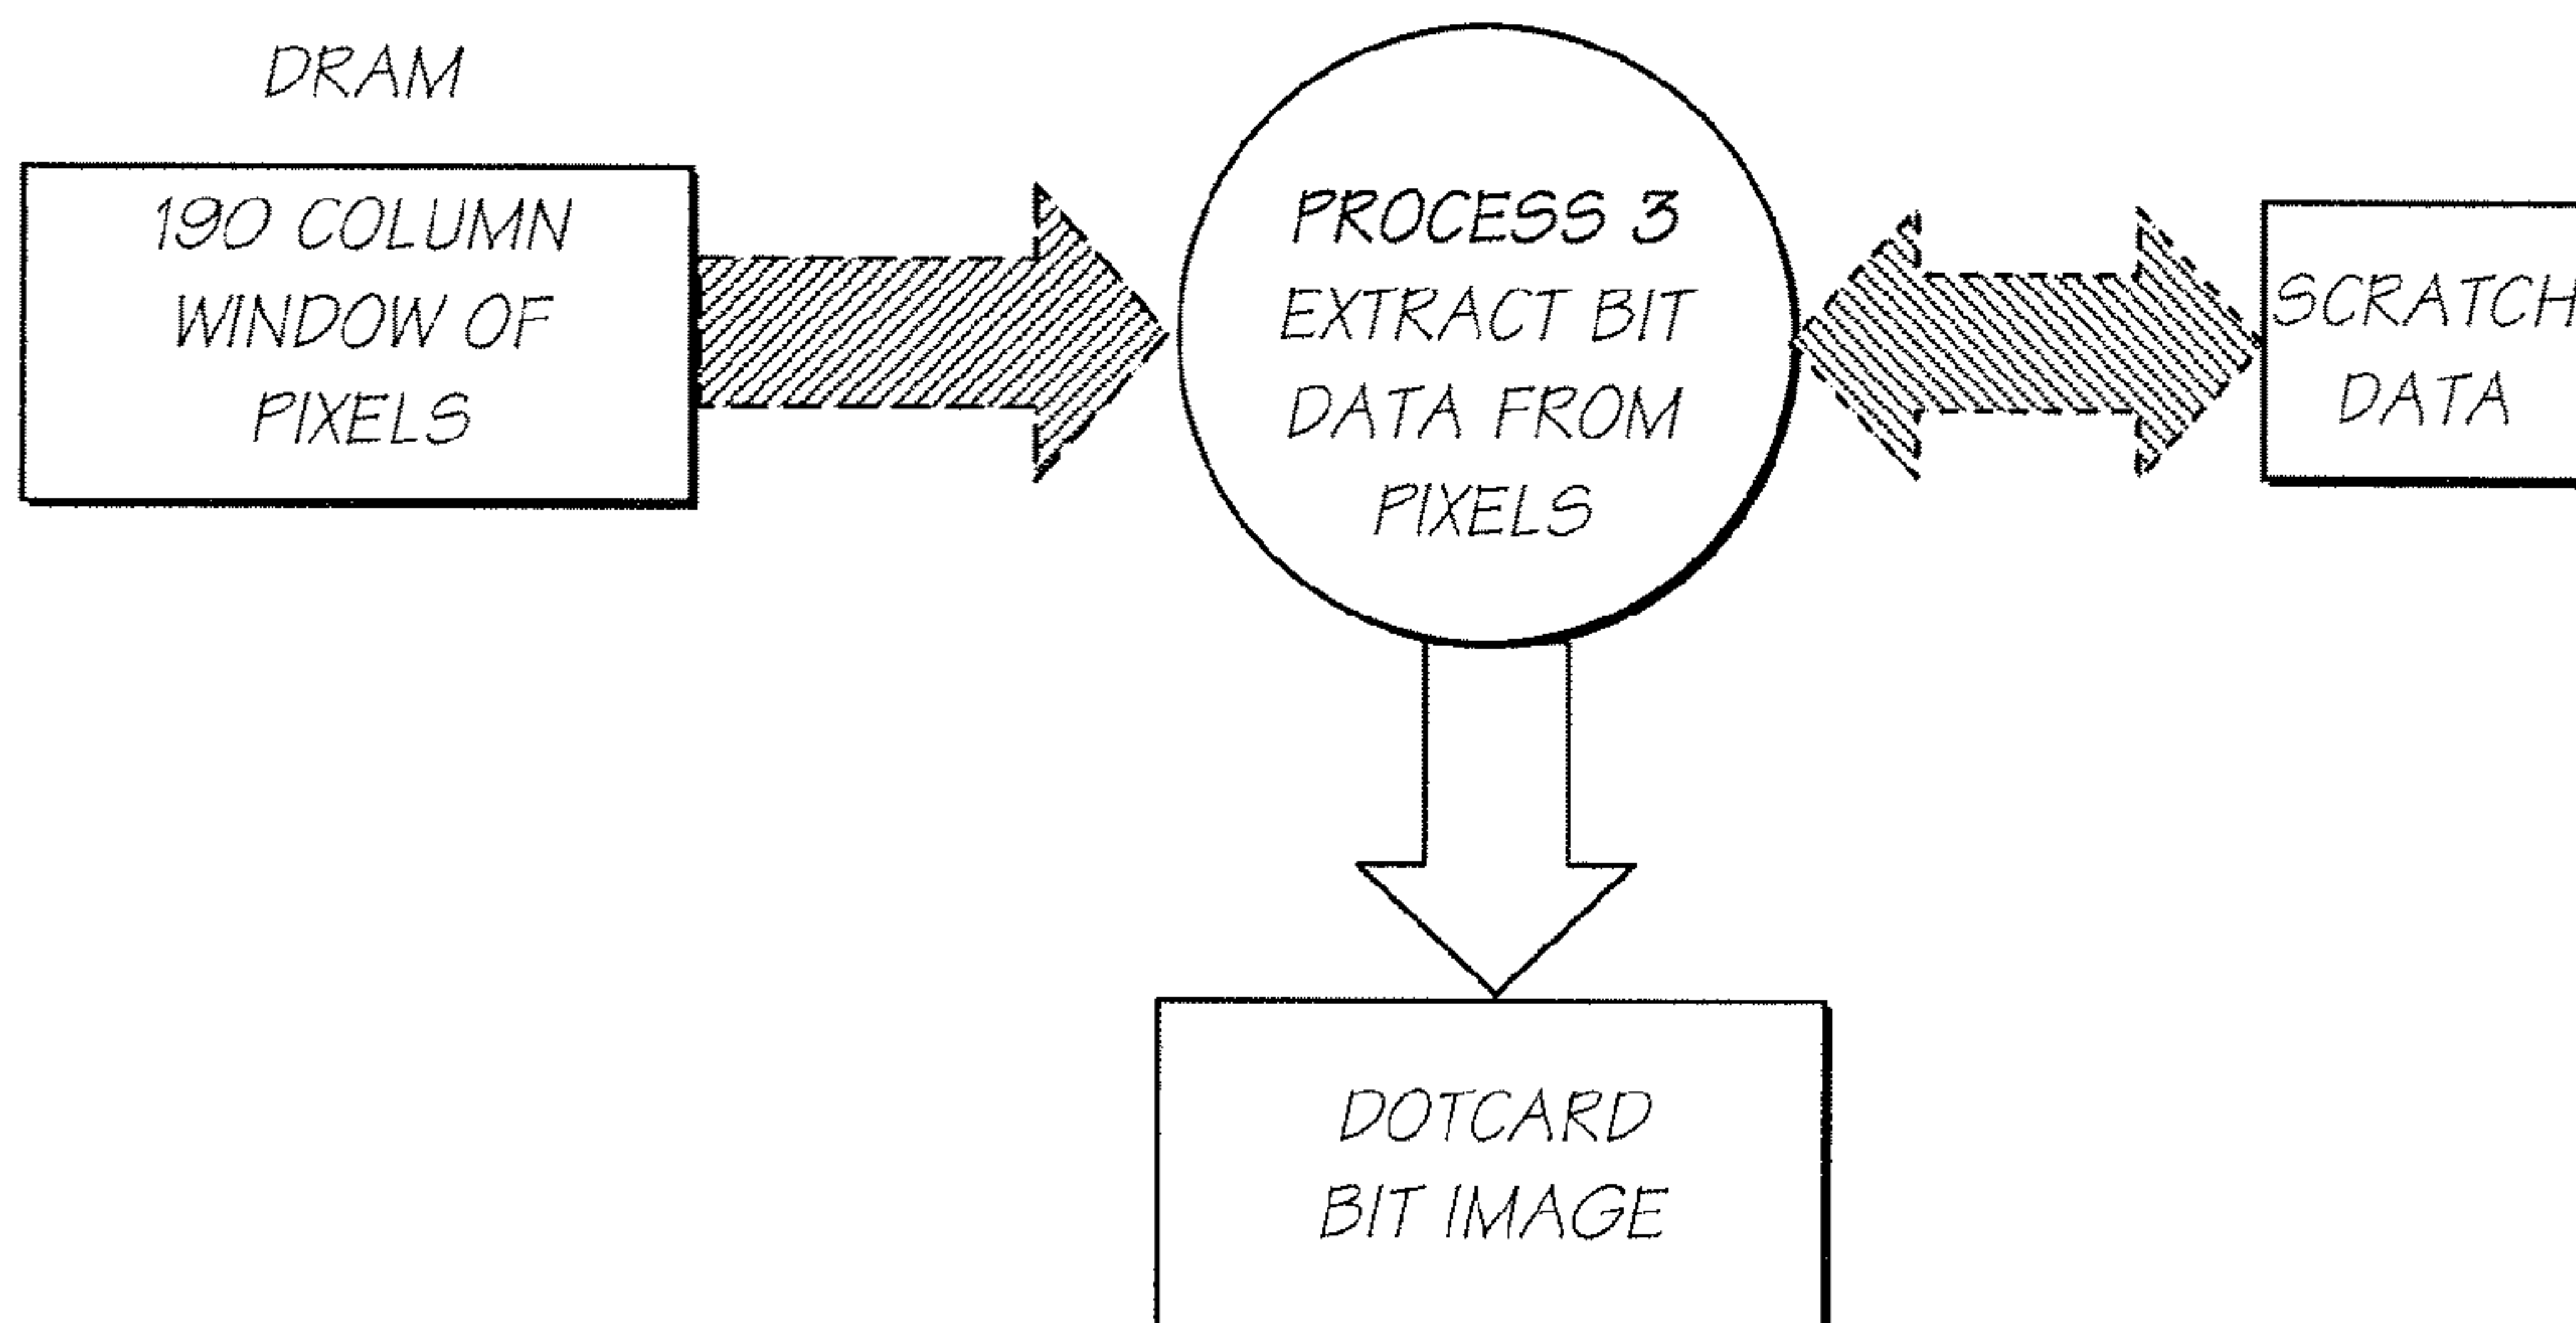 DRAM
190 COLUMN
WINDOW OF
PIXELS
PROCESS 3
EXTRACT BIT
DATA FROM
PIXELS
SCRATCH
DATA
DOTCARD
BIT IMAGE